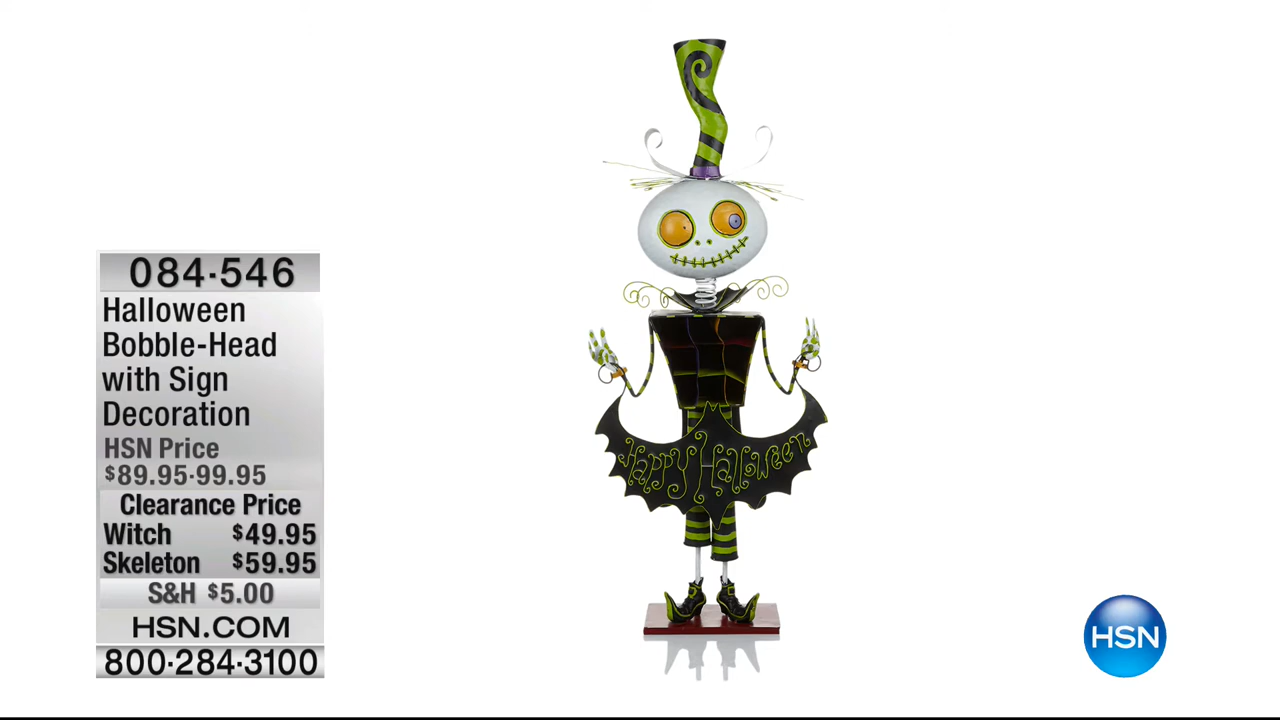 084·546
Halloween
Bobble-Head
with Sign
Decoration
HSN Price
$89.95-99.95
Clearance Price
Witch $49.95
Skeleton $59.95
S&H $5.00
HSN.COM
800·284·3100
Happy Halloween
HSN